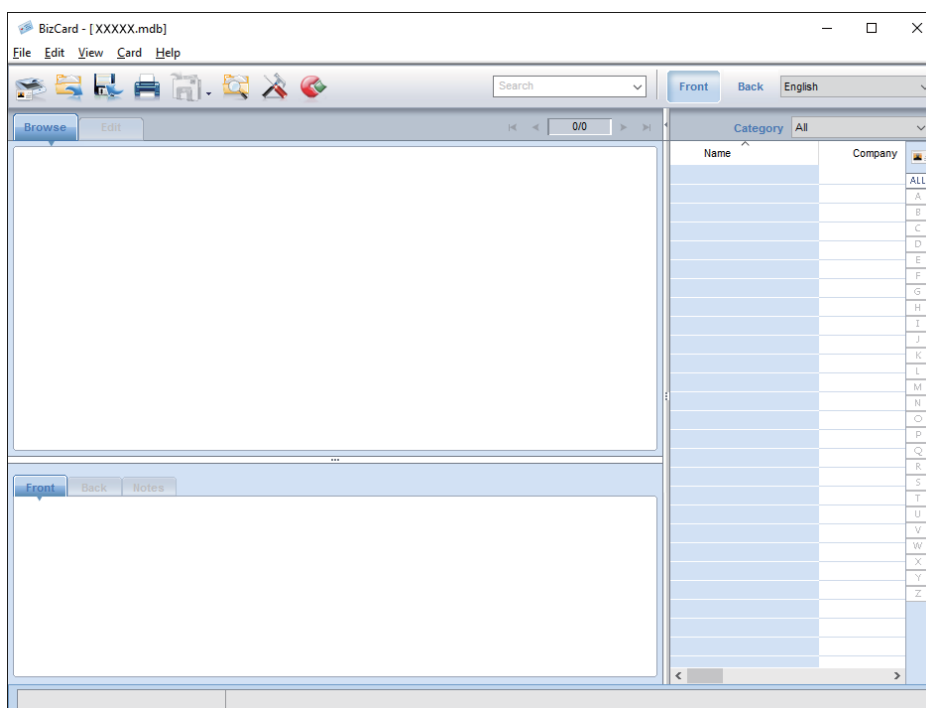 BizCard - [XXXXX.mdb]
File Edit View Card Help
Search
Front Back English
Browse Edit 0/0
Category All
Name Company
ALL
A
B
C
D
E
F
G
H
I
J
K
L
M
N
O
P
Q
R
S
T
U
V
W
X
Y
Z
Front Back Notes